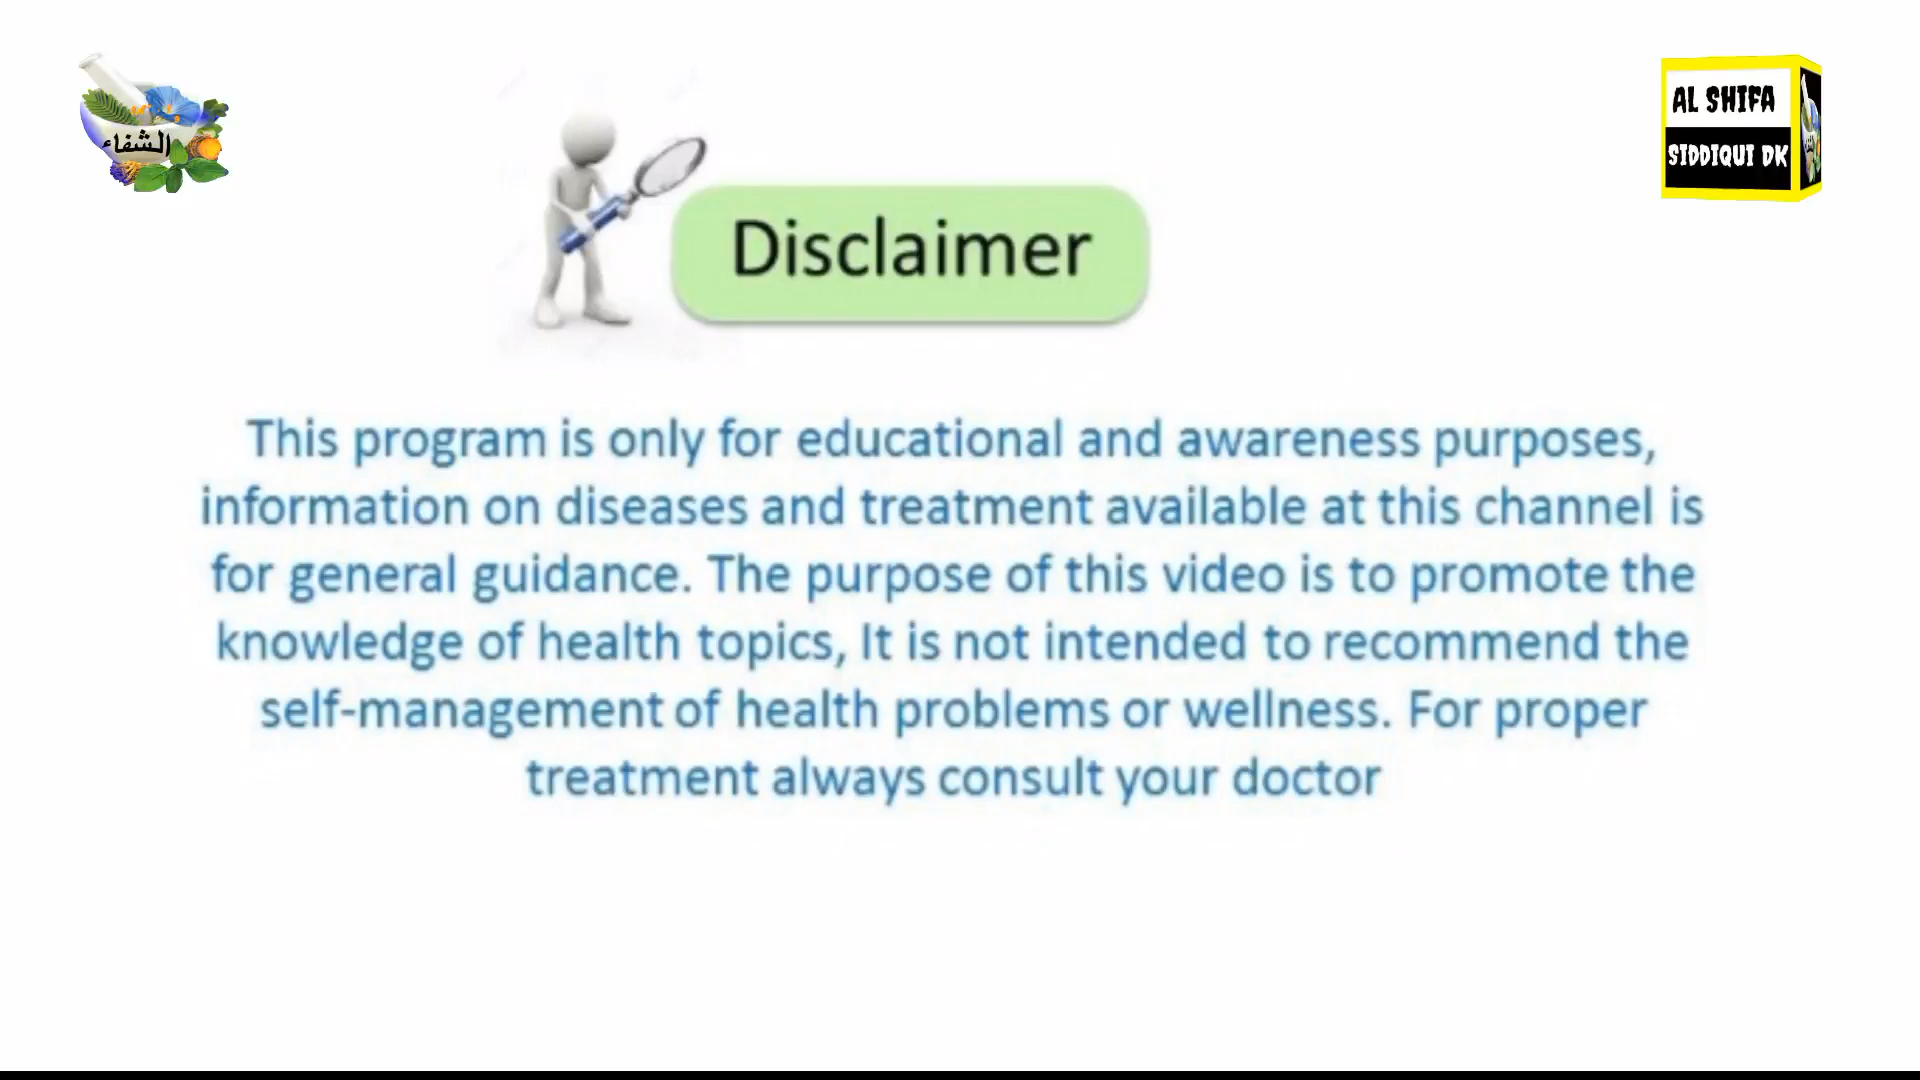 الشفاء
AL SHIFA
SIDDIQUI DK
Disclaimer
This program is only for educational and awareness purposes,
information on diseases and treatment available at this channel is
for general guidance. The purpose of this video is to promote the
knowledge of health topics, It is not intended to recommend the
self-management of health problems or wellness. For proper
treatment always consult your doctor